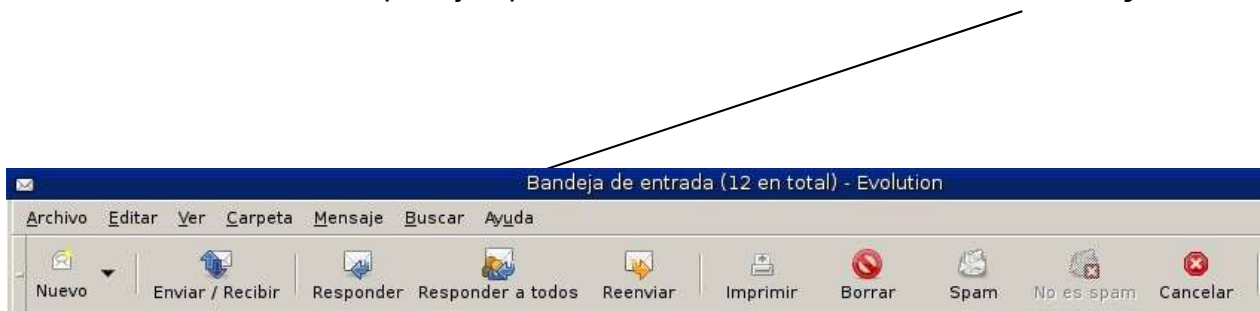 Bandeja de entrada (12 en total) - Evolution
Archivo Editar Ver Carpeta Mensaje Buscar Ayuda
Nuevo Enviar / Recibir Responder Responder a todos Reenviar Imprimir Borrar Spam No es spam Cancelar